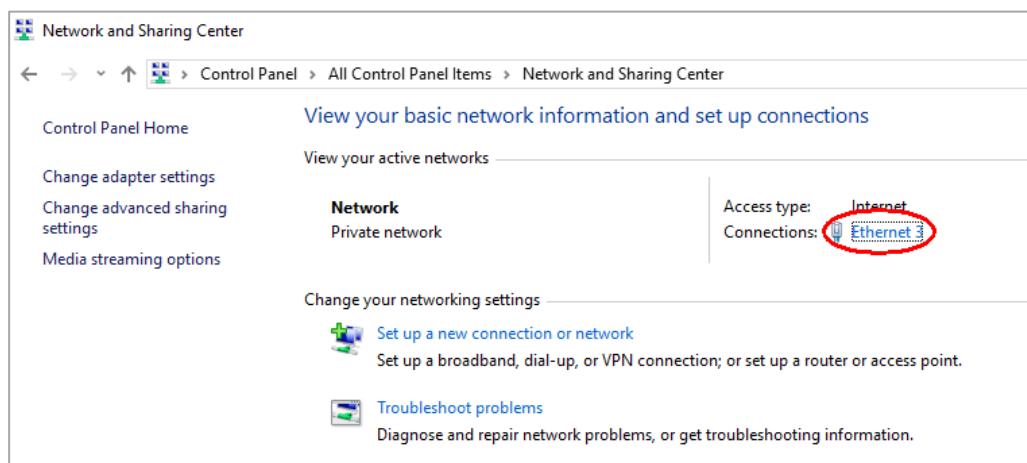 Network and Sharing Center
Control Panel > All Control Panel Items > Network and Sharing Center
Control Panel Home
Change adapter settings
Change advanced sharing
settings
Media streaming options
View your basic network information and set up connections
View your active networks
Network
Private network
Access type: Internet
Connections: Ethernet 3
Change your networking settings
Set up a new connection or network
Set up a broadband, dial-up, or VPN connection; or set up a router or access point.
Troubleshoot problems
Diagnose and repair network problems, or get troubleshooting information.